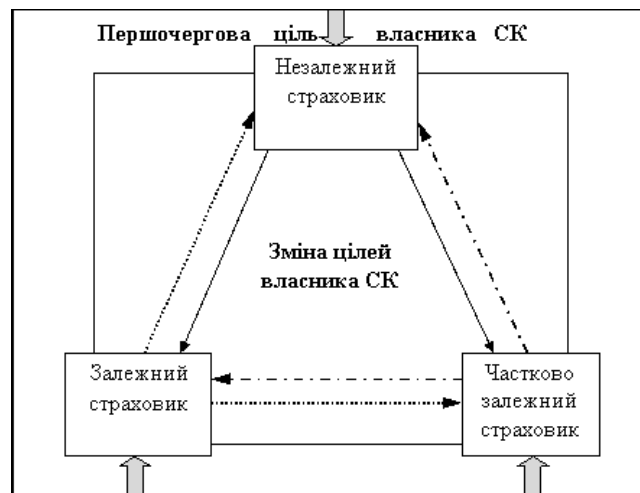 Першочергова ціль власника СК
Незалежний
страховик
Зміна цілей
власника СК
Залежний
страховик
Частково
залежний
страховик